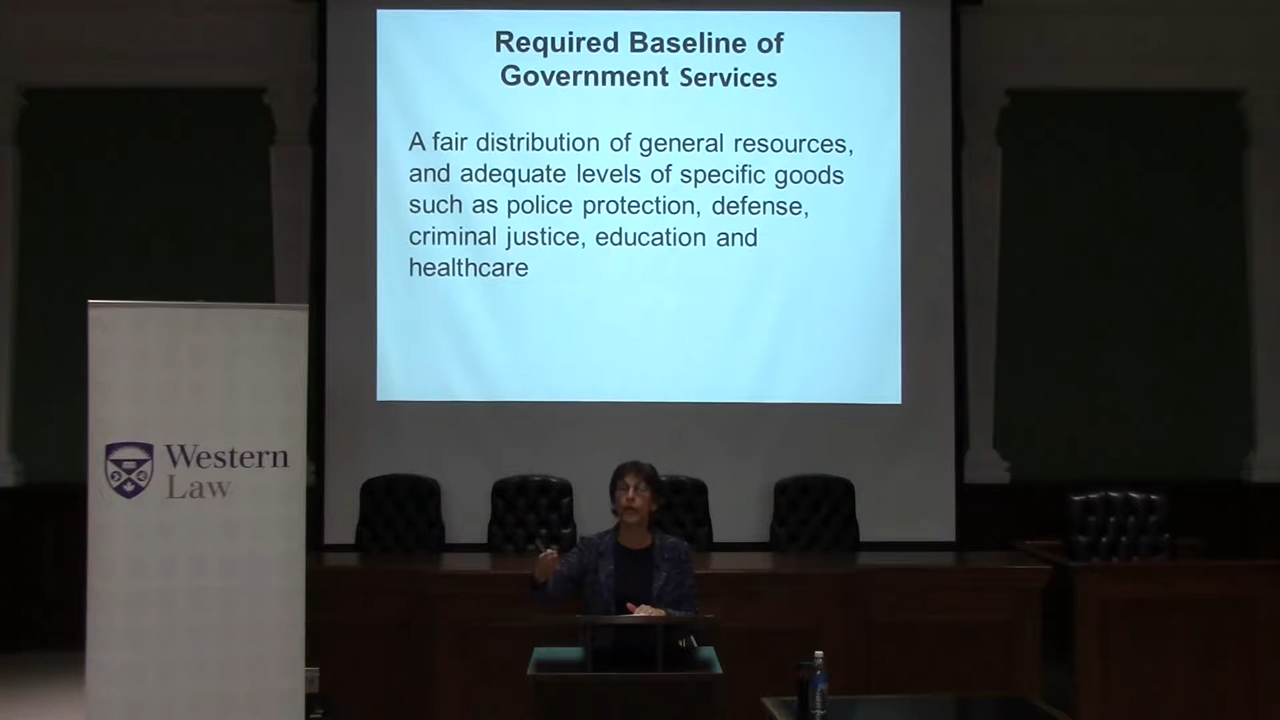 Required Baseline of
Government Services
A fair distribution of general resources,
and adequate levels of specific goods
such as police protection, defense,
criminal justice, education and
healthcare
Western
Law